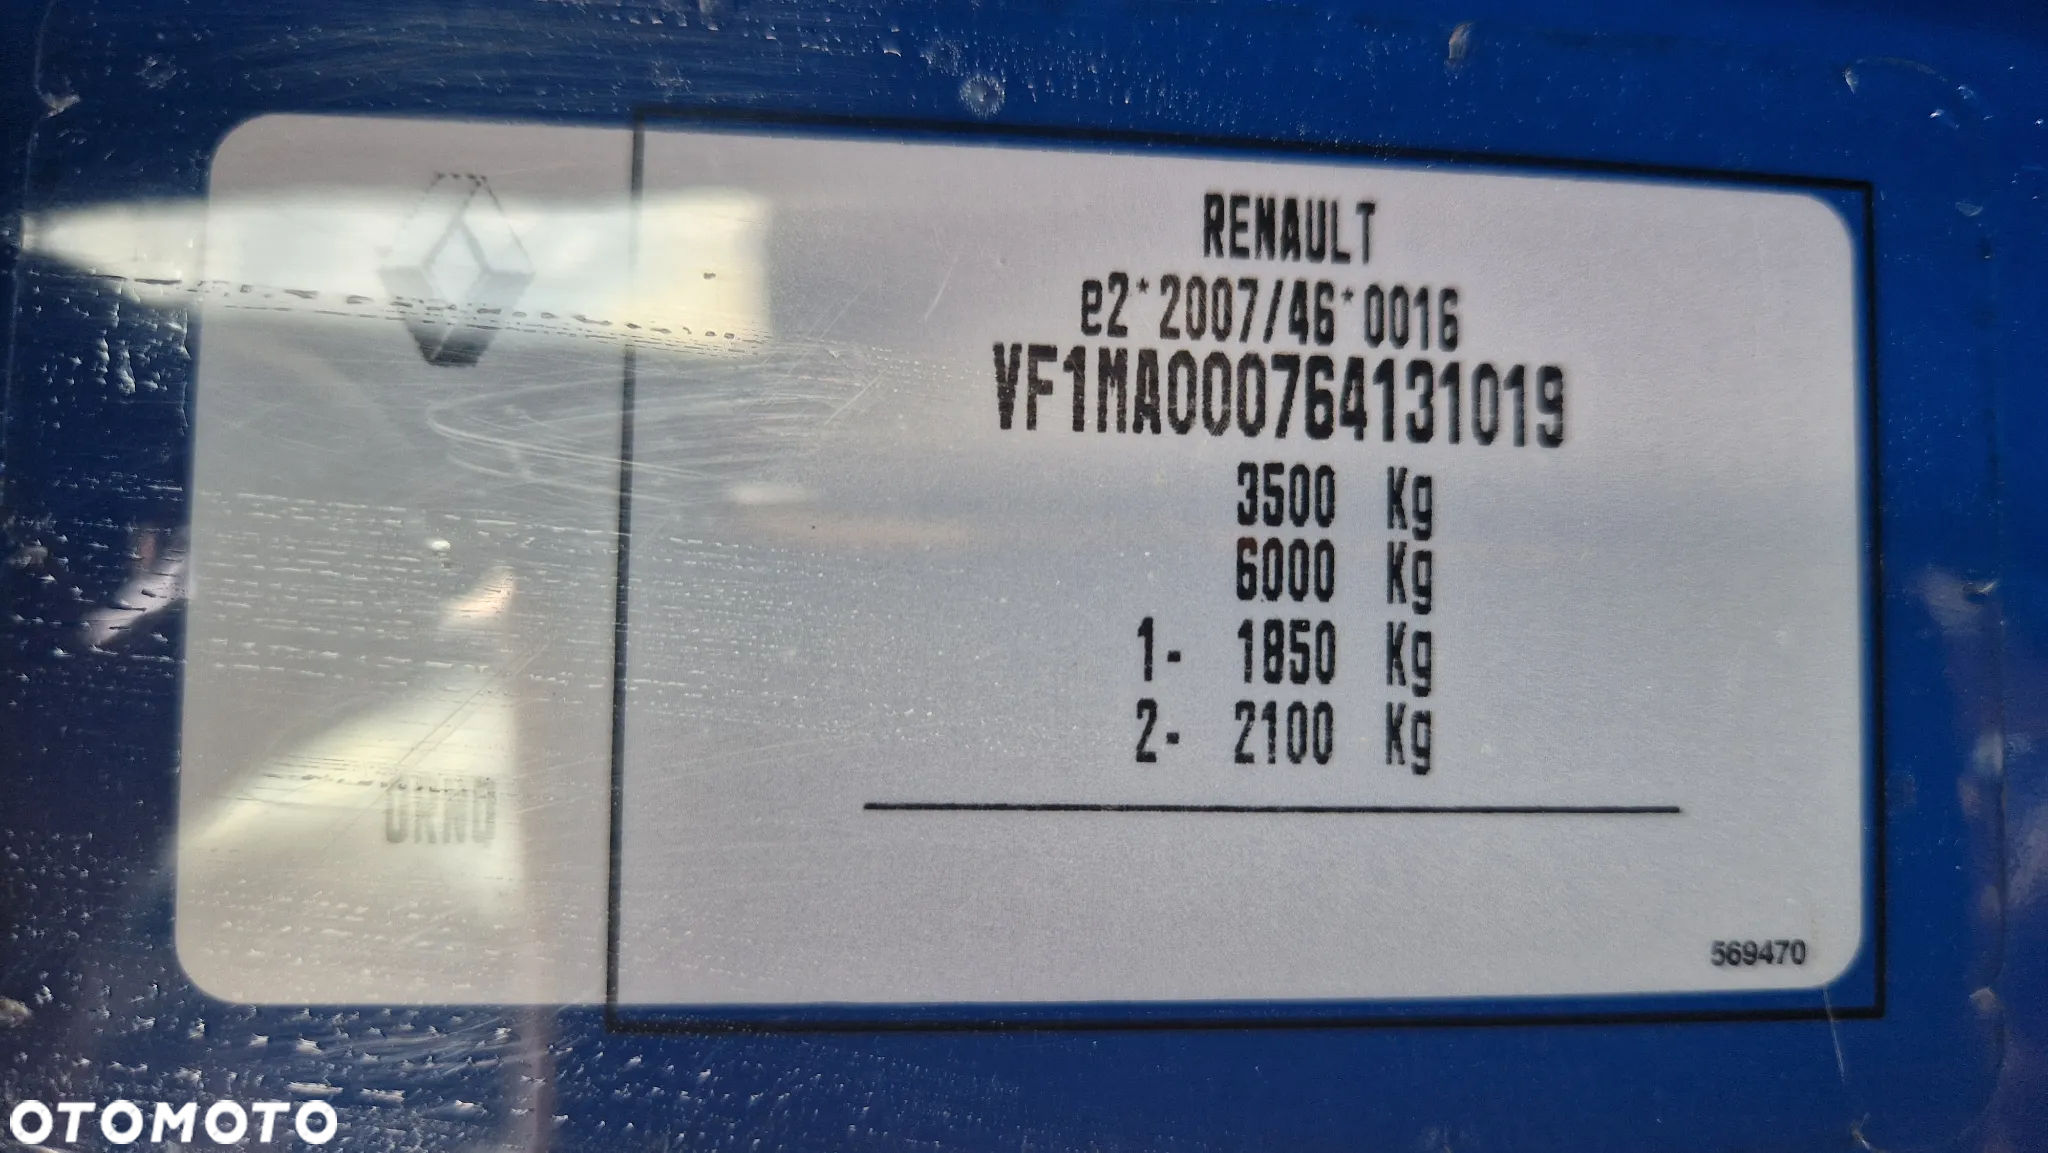 RENAULT
e2*2007/46*0016
VF1MA000764131019
3500 Kg
6000 Kg
1- 1850 Kg
2- 2100 Kg
569470
OTOMOTO